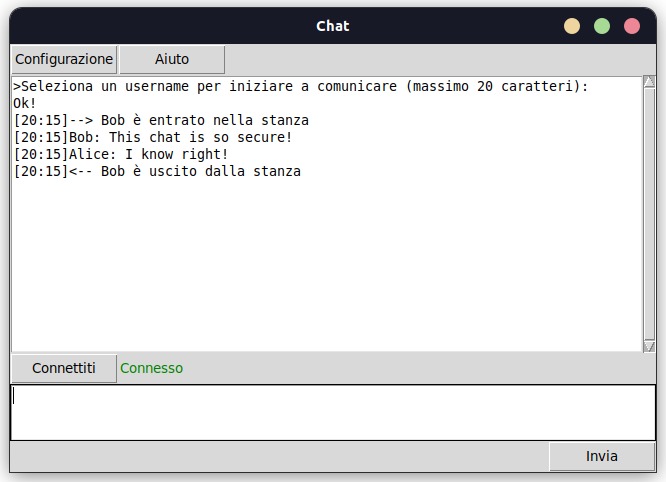 Chat
Configurazione Aiuto
>Seleziona un username per iniziare a comunicare (massimo 20 caratteri):
Ok!
[20:15]--> Bob è entrato nella stanza
[20:15]Bob: This chat is so secure!
[20:15]Alice: I know right!
[20:15]<-- Bob è uscito dalla stanza
Connettiti Connesso
Invia